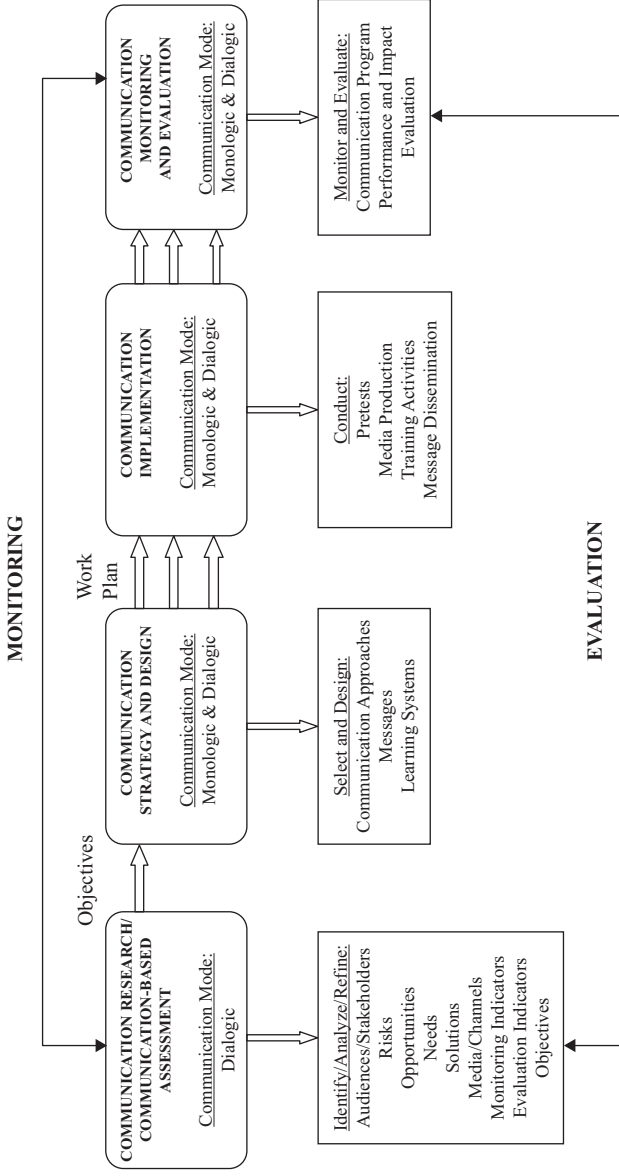 MONITORING
COMMUNICATION RESEARCH/
COMMUNICATION-BASED
ASSESSMENT
Communication Mode:
Dialogic
Objectives
COMMUNICATION
STRATEGY AND DESIGN
Communication Mode:
Monologic & Dialogic
Work
Plan
COMMUNICATION
IMPLEMENTATION
Communication Mode:
Monologic & Dialogic
COMMUNICATION
MONITORING
AND EVALUATION
Communication Mode:
Monologic & Dialogic
Identify/Analyze/Refine:
Audiences/Stakeholders
Risks
Opportunities
Needs
Solutions
Media/Channels
Monitoring Indicators
Evaluation Indicators
Objectives
Select and Design:
Communication Approaches
Messages
Learning Systems
Conduct:
Pretests
Media Production
Training Activities
Message Dissemination
Monitor and Evaluate:
Communication Program
Performance and Impact
Evaluation
EVALUATION